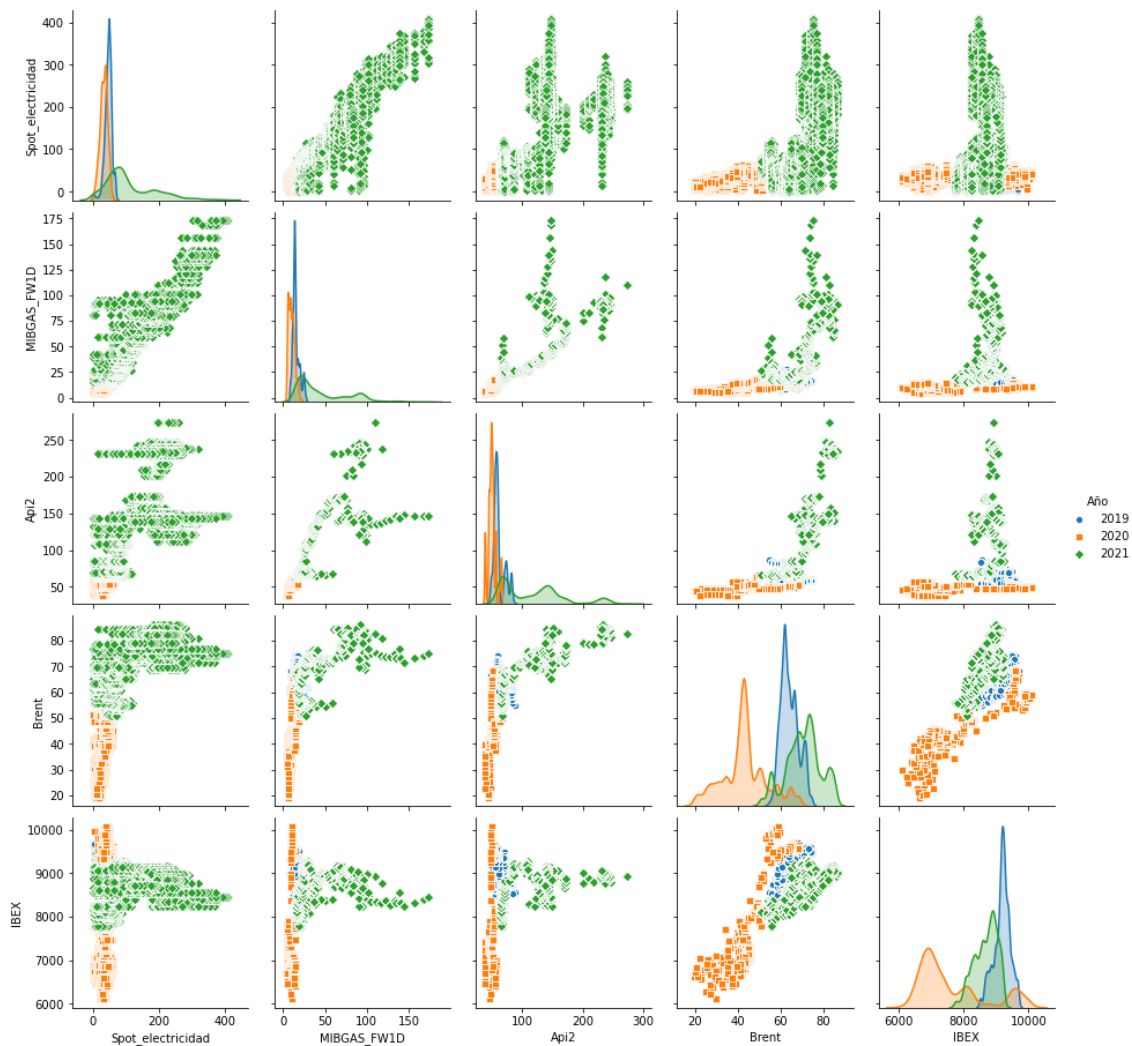 Spot_electricidad
400
300
200
100
0
MIBGAS_FW1D
175
150
125
100
75
50
25
0
Api2
250
200
150
100
50
Año
2019
2020
2021
Brent
80
70
60
50
40
30
20
IBEX
10000
9000
8000
7000
6000
0 200 400
0 50 100 150
100 200 300
20 40 60 80
6000 8000 10000
Spot_electricidad MIBGAS_FW1D Api2 Brent IBEX